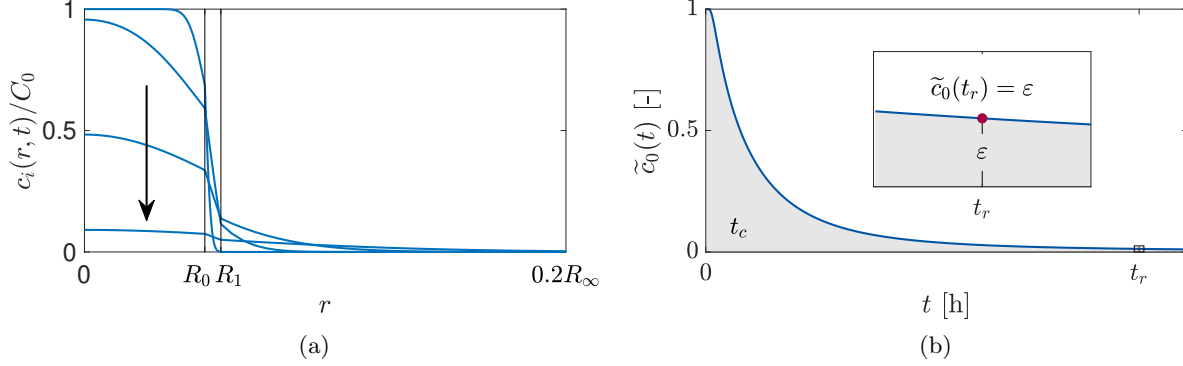 1
0.5
0
c_i(r, t)/C_0
0 R_0 R_1 0.2R_∞
r
(a)
1
0.5
0
c̃_0(t) [-]
c̃_0(t_r) = ε
ε
t_r
t_c
0 t_r
t [h]
(b)